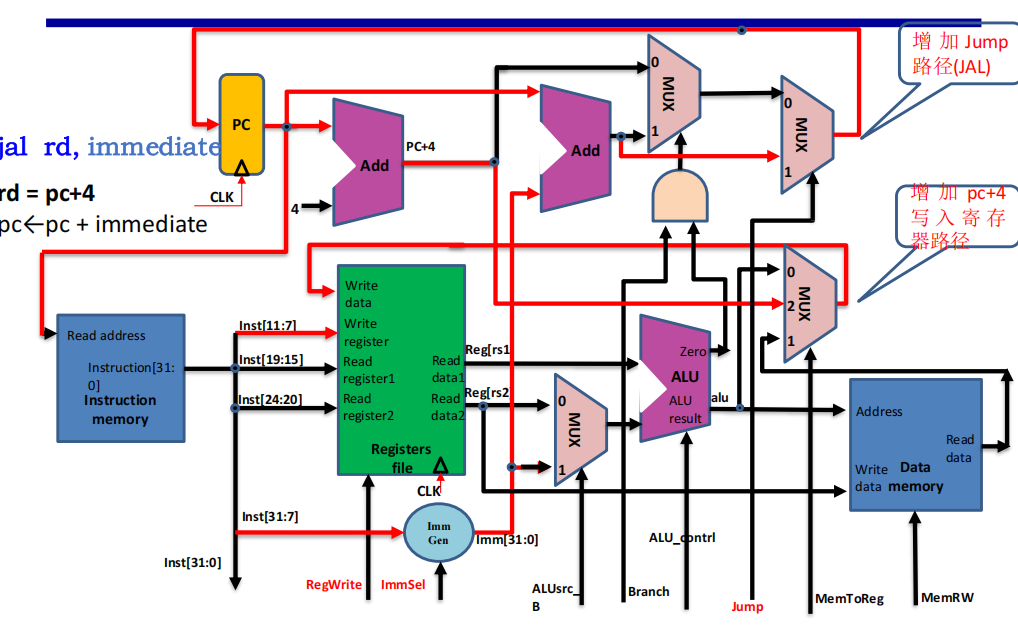 增 加 Jump
路径(JAL)
0
MUX
1
0
MUX
1
PC
CLK
jal rd, immediate
rd = pc+4
pc←pc + immediate
Add
PC+4
4
Add
增 加 pc+4
写 入 寄 存
器路径
0
MUX
2
1
Read address
Instruction[31:
0]
Instruction
memory
Inst[11:7]
Inst[19:15]
Inst[24:20]
Inst[31:7]
Inst[31:0]
Write
data
Write
register
Read
register1
Read
register2
Read
data1
Read
data2
Registers
file
CLK
Reg[rs1
Reg[rs2
0
MUX
1
Zero
ALU
ALU
result
alu
Address
Read
data
Write
data
Data
memory
Imm
Gen
Imm[31:0]
RegWrite
ImmSel
ALUsrc_
B
Branch
ALU_contrl
Jump
MemToReg
MemRW